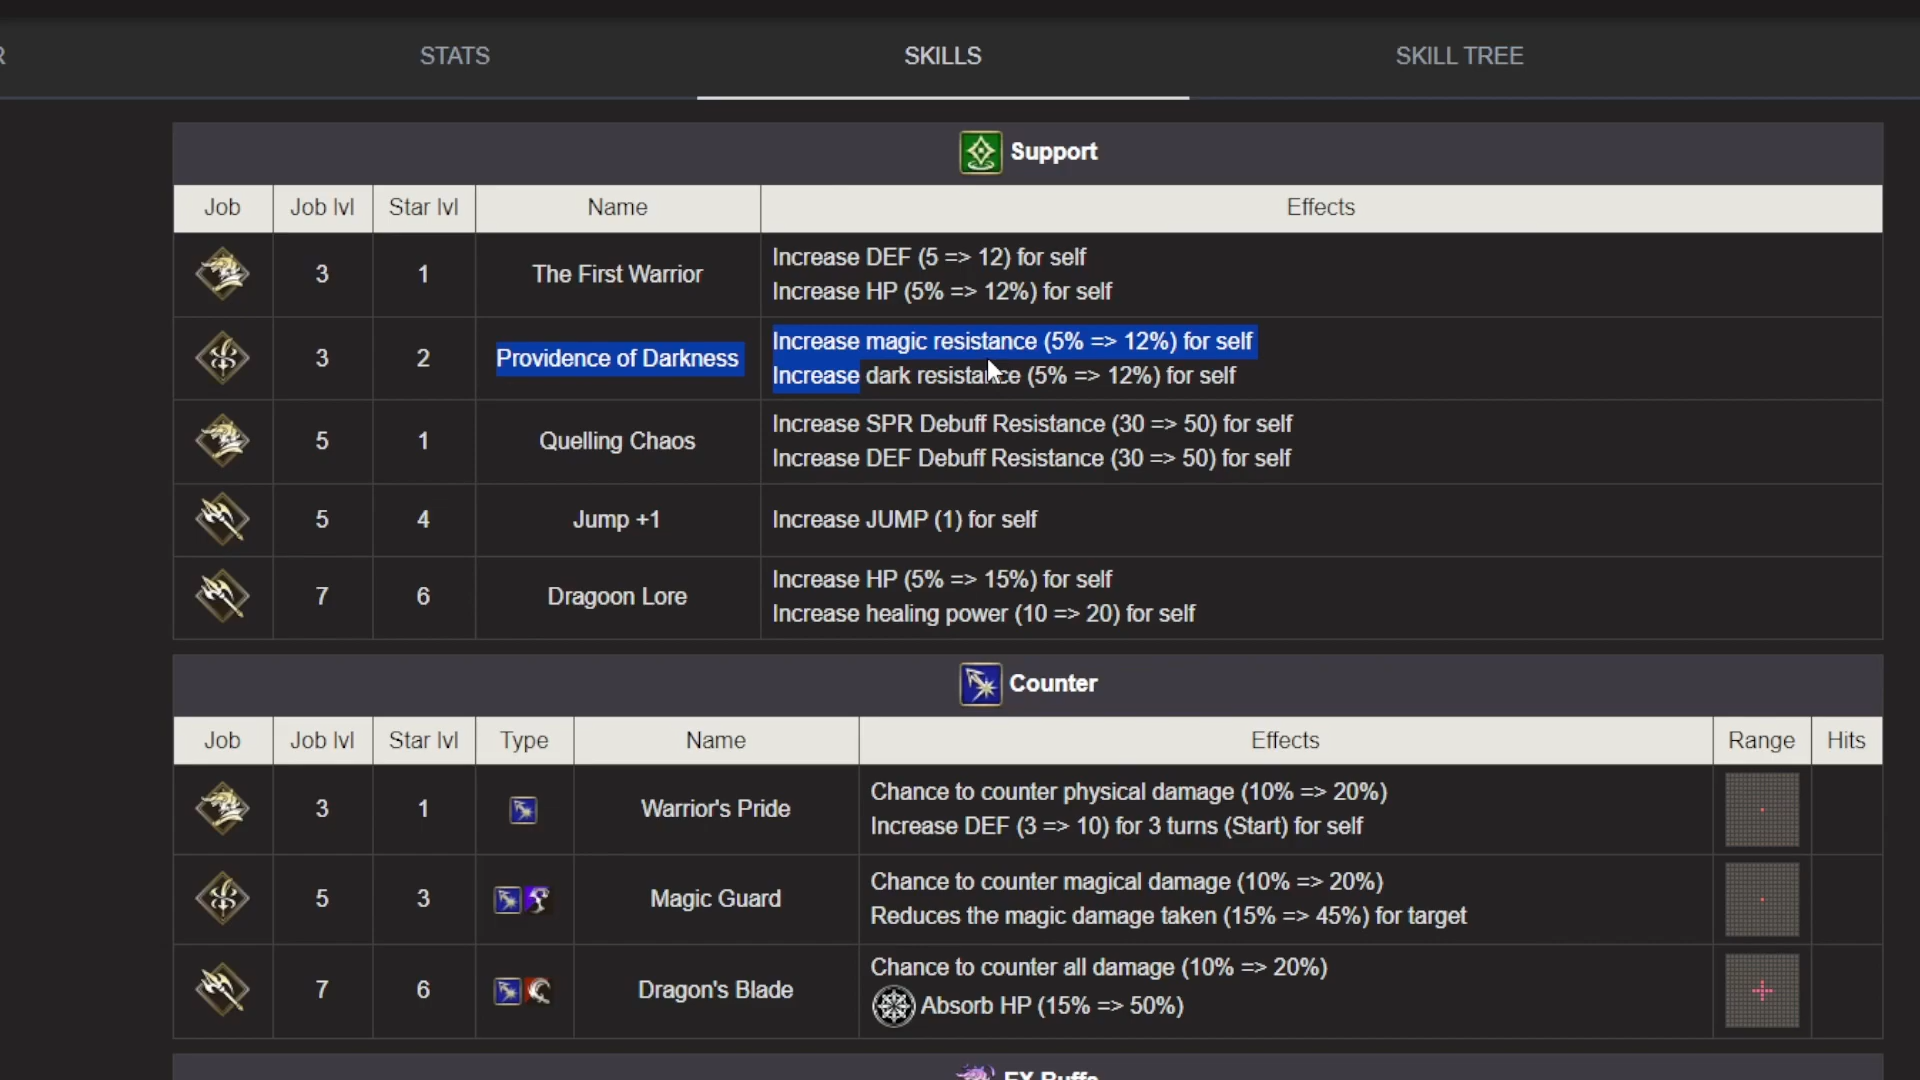 STATS
SKILLS
SKILL TREE
Support
Job Job lvl Star lvl Name Effects
3 1 The First Warrior
Increase DEF (5 => 12) for self
Increase HP (5% => 12%) for self
3 2 Providence of Darkness
Increase magic resistance (5% => 12%) for self
Increase dark resistance (5% => 12%) for self
5 1 Quelling Chaos
Increase SPR Debuff Resistance (30 => 50) for self
Increase DEF Debuff Resistance (30 => 50) for self
5 4 Jump +1 Increase JUMP (1) for self
7 6 Dragoon Lore
Increase HP (5% => 15%) for self
Increase healing power (10 => 20) for self
Counter
Job Job lvl Star lvl Type Name Effects Range Hits
3 1 Warrior's Pride
Chance to counter physical damage (10% => 20%)
Increase DEF (3 => 10) for 3 turns (Start) for self
5 3 Magic Guard
Chance to counter magical damage (10% => 20%)
Reduces the magic damage taken (15% => 45%) for target
7 6 Dragon's Blade
Chance to counter all damage (10% => 20%)
Absorb HP (15% => 50%)